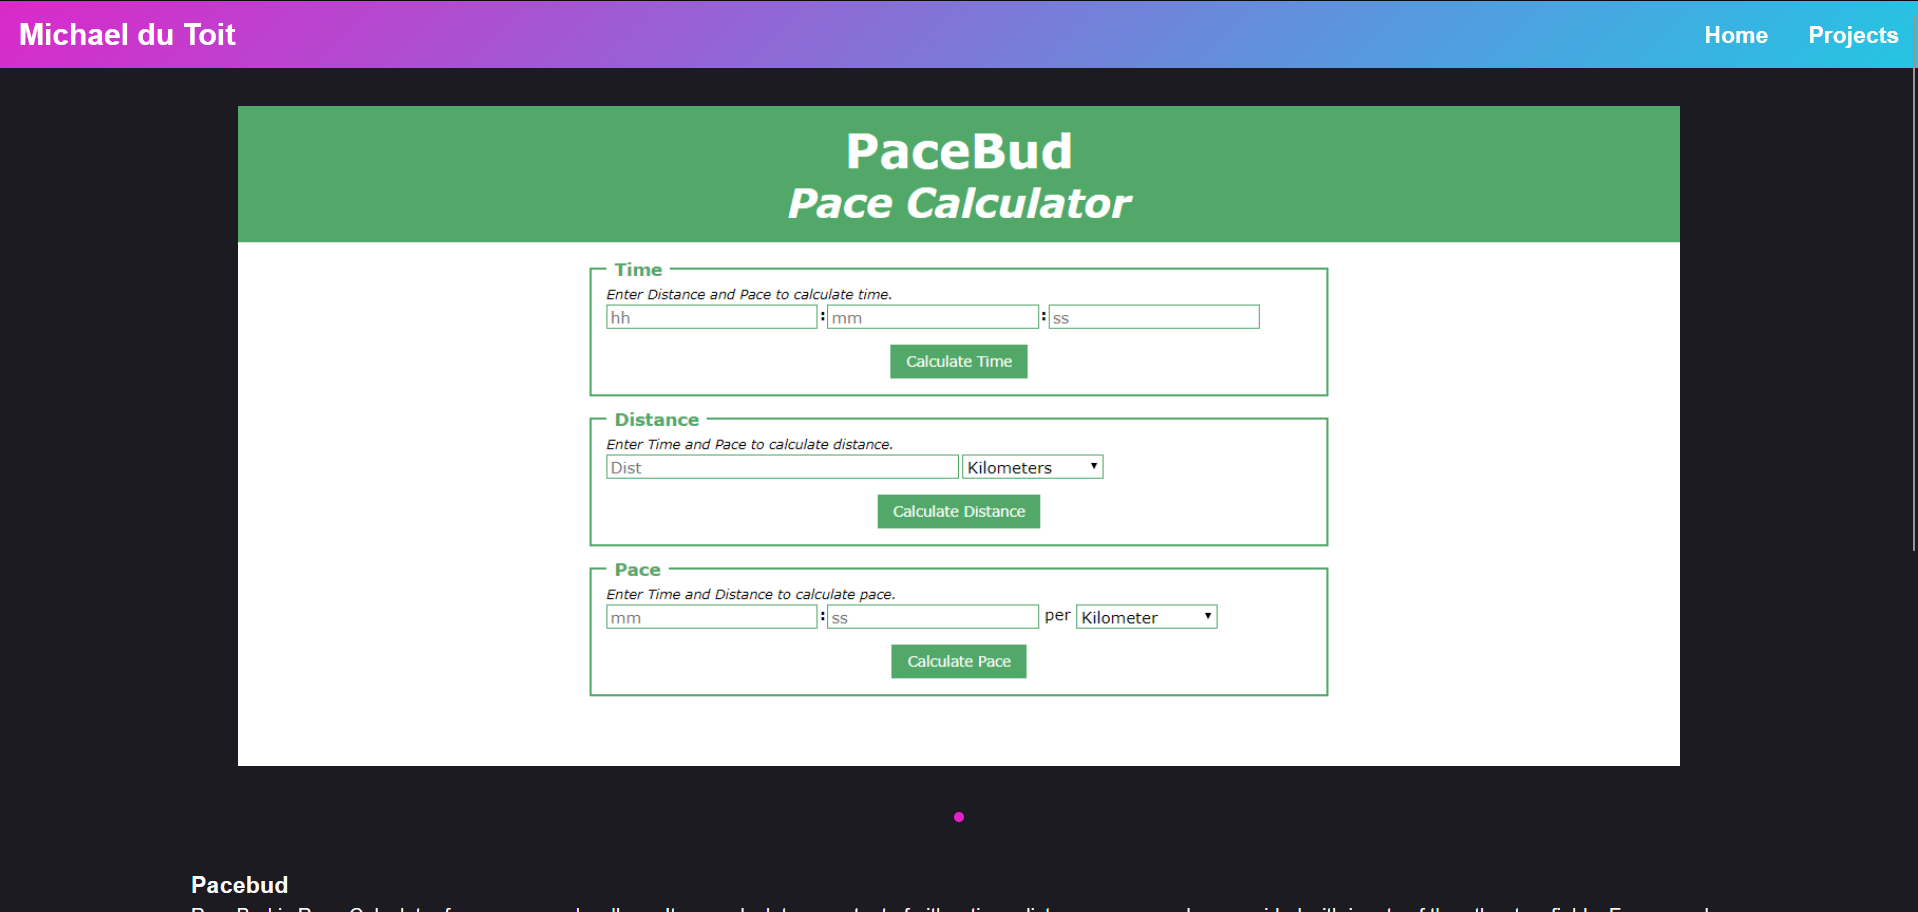 Michael du Toit
Home Projects
PaceBud
Pace Calculator
Time
Enter Distance and Pace to calculate time.
hh : mm : ss
Calculate Time
Distance
Enter Time and Pace to calculate distance.
Dist Kilometers
Calculate Distance
Pace
Enter Time and Distance to calculate pace.
mm : ss per Kilometer
Calculate Pace
Pacebud